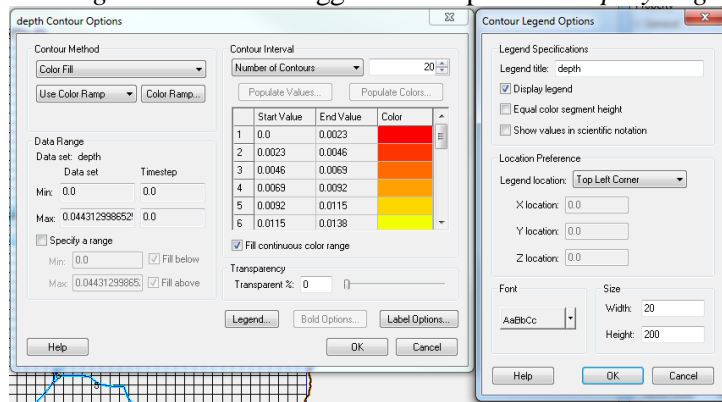 depth Contour Options
Contour Method
Color Fill
Use Color Ramp
Color Ramp...
Data Range
Data set: depth
Data set Timestep
Min: 0.0 0.0
Max: 0.0443129986529 0.0
Specify a range
Min: 0.0 Fill below
Max: 0.04431299865 Fill above
Contour Interval
Number of Contours 20
Populate Values... Populate Colors...
Start Value End Value Color
1 0.0 0.0023
2 0.0023 0.0046
3 0.0046 0.0069
4 0.0069 0.0092
5 0.0092 0.0115
6 0.0115 0.0138
Fill continuous color range
Transparency
Transparent %: 0
Legend... Bold Options... Label Options...
Help OK Cancel
Contour Legend Options
Legend Specifications
Legend title: depth
Display legend
Equal color segment height
Show values in scientific notation
Location Preference
Legend location: Top Left Corner
X location: 0.0
Y location: 0.0
Z location: 0.0
Font
AaBbCc
Size
Width: 20
Height: 200
Help OK Cancel